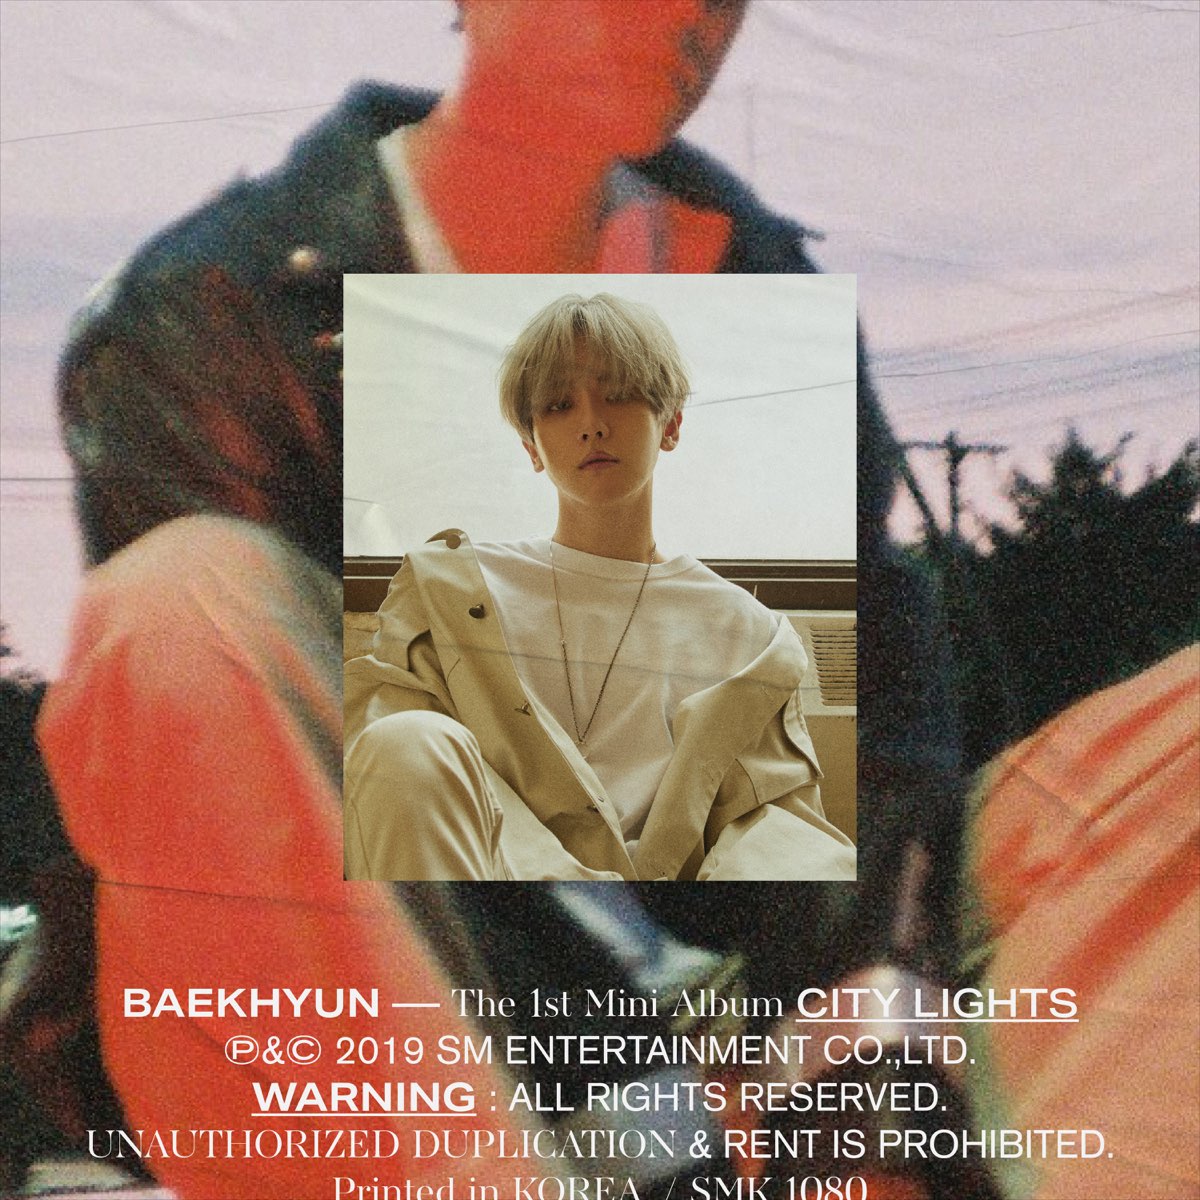 BAEKHYUN — The 1st Mini Album CITY LIGHTS
℗&© 2019 SM ENTERTAINMENT CO.,LTD.
WARNING : ALL RIGHTS RESERVED.
UNAUTHORIZED DUPLICATION & RENT IS PROHIBITED.
Printed in KOREA / SMK 1080